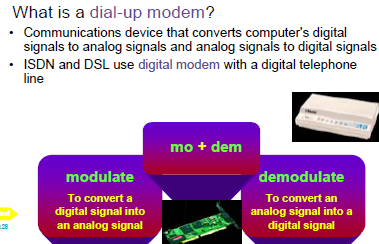 What is a dial-up modem?
• Communications device that converts computer's digital
signals to analog signals and analog signals to digital signals
• ISDN and DSL use digital modem with a digital telephone
line
mo + dem
modulate
To convert a
digital signal into
an analog signal
demodulate
To convert an
analog signal into a
digital signal